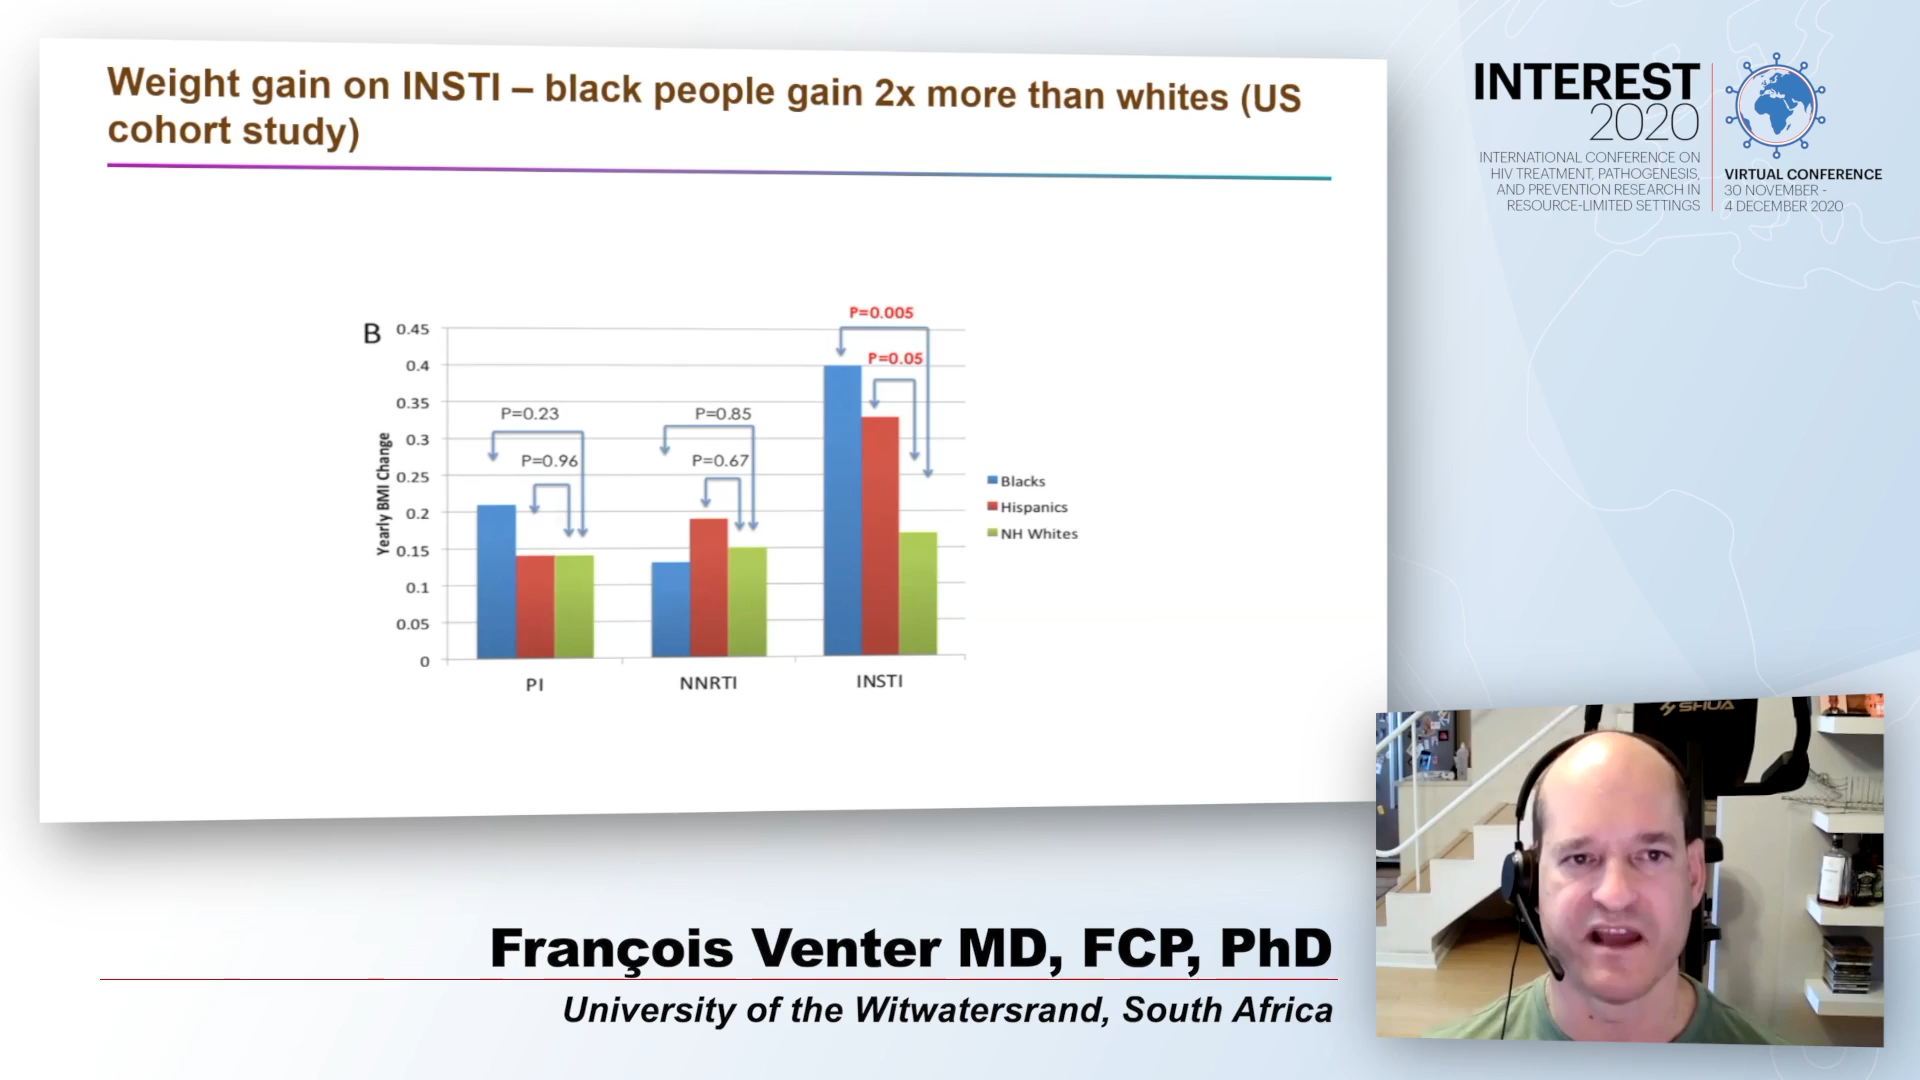 Weight gain on INSTI – black people gain 2x more than whites (US
cohort study)
B
0.45
0.4
0.35
0.3
0.25
0.2
0.15
0.1
0.05
0
Yearly BMI Change
P=0.23
P=0.96
P=0.85
P=0.67
P=0.005
P=0.05
PI
NNRTI
INSTI
Blacks
Hispanics
NH Whites
INTEREST
2020
INTERNATIONAL CONFERENCE ON
HIV TREATMENT, PATHOGENESIS,
AND PREVENTION RESEARCH IN
RESOURCE-LIMITED SETTINGS
VIRTUAL CONFERENCE
30 NOVEMBER -
4 DECEMBER 2020
SHUA
François Venter MD, FCP, PhD
University of the Witwatersrand, South Africa